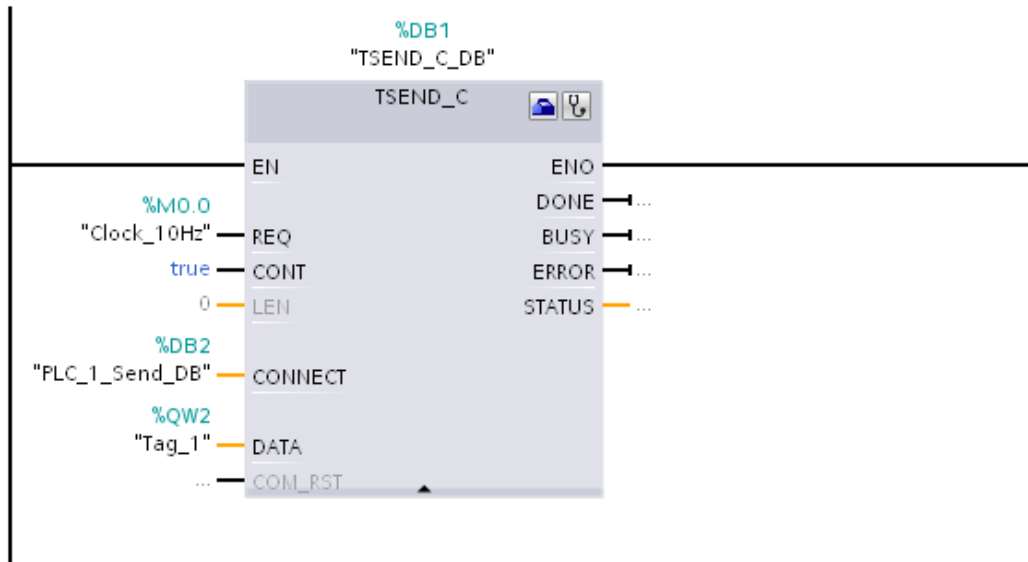 %DB1
"TSEND_C_DB"
TSEND_C
EN ENO
DONE ...
%M0.0
"Clock_10Hz" REQ BUSY ...
true CONT ERROR ...
0 LEN STATUS ...
%DB2
"PLC_1_Send_DB" CONNECT
%QW2
"Tag_1" DATA
... COM_RST